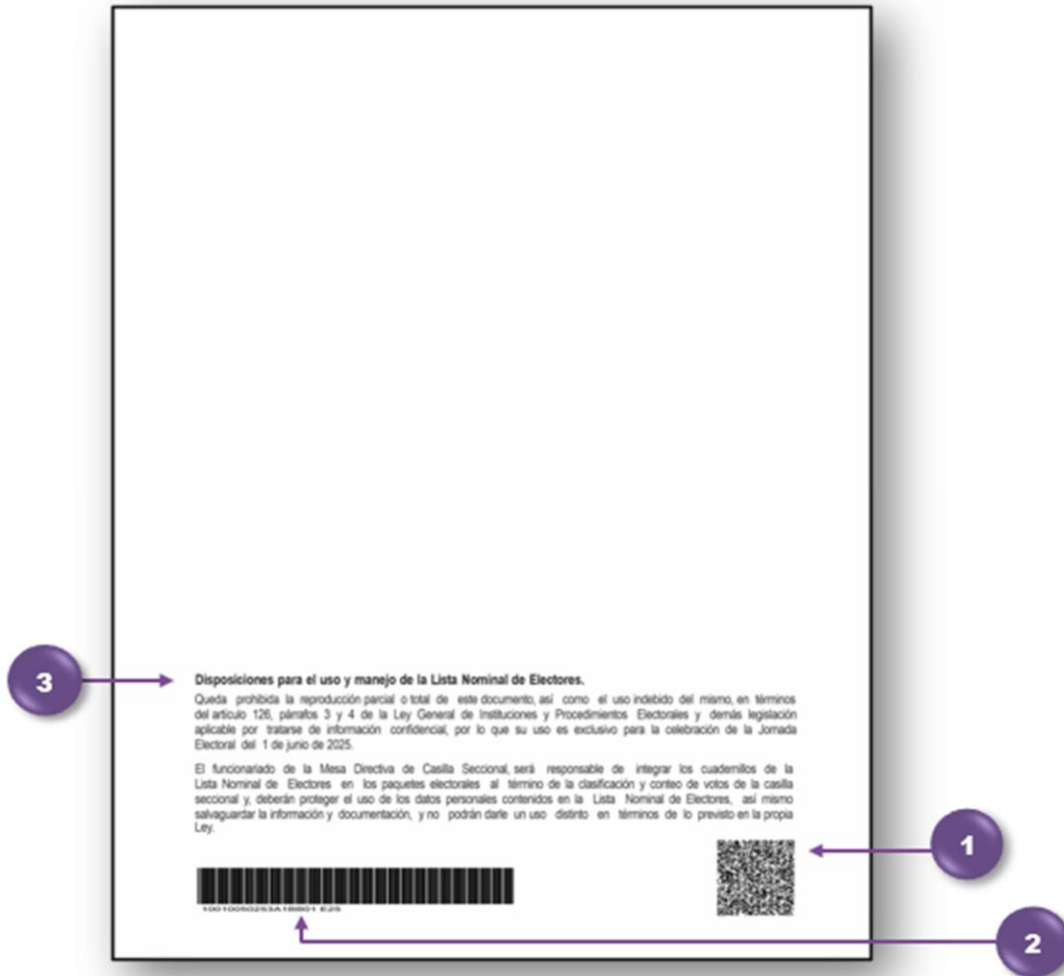 3
Disposiciones para el uso y manejo de la Lista Nominal de Electores.
Queda prohibida la reproducción parcial o total de este documento, así como el uso indebido del mismo, en términos
del artículo 126, párrafos 3 y 4 de la Ley General de Instituciones y Procedimientos Electorales y demás legislación
aplicable por tratarse de información confidencial, por lo que su uso es exclusivo para la celebración de la Jornada
Electoral del 1 de junio de 2025.
El funcionariado de la Mesa Directiva de Casilla Seccional, será responsable de integrar los cuadernillos de la
Lista Nominal de Electores en los paquetes electorales al término de la clasificación y conteo de votos de la casilla
seccional y, deberán proteger el uso de los datos personales contenidos en la Lista Nominal de Electores, así mismo
salvaguardar la información y documentación, y no podrán darle un uso distinto en términos de lo previsto en la propia
Ley.
1
E25
2